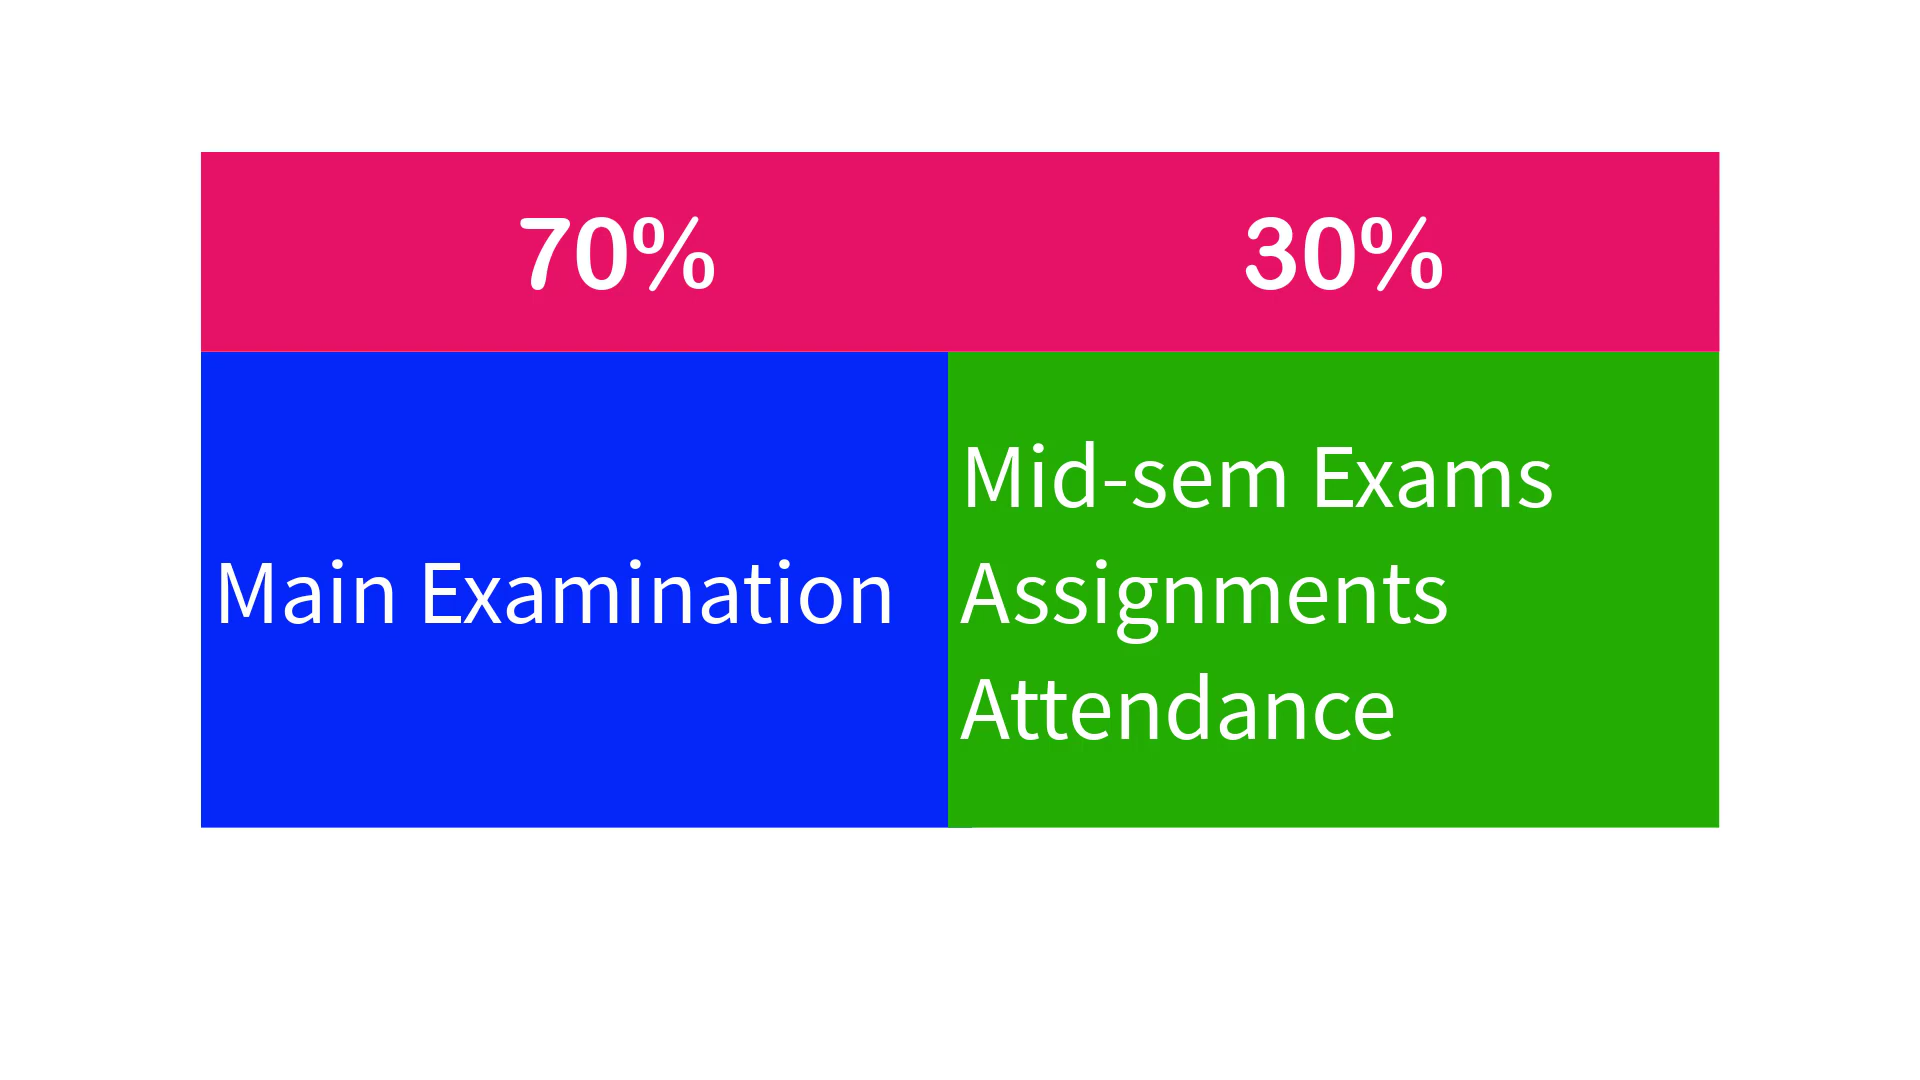 70% 30%
Main Examination
Mid-sem Exams
Assignments
Attendance